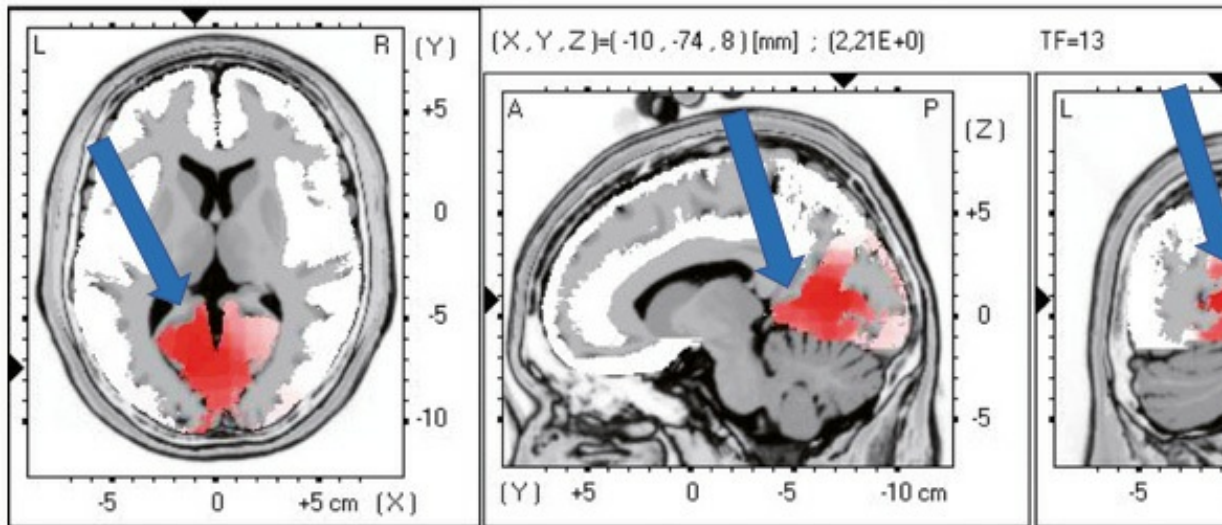 L R (Y)
+5
0
-5
-10
-5 0 +5 cm (X)
(X, Y, Z)=( -10 , -74 , 8 ) [mm] ; (2,21E+0) TF=13
A P (Z)
+5
0
-5
(Y) +5 0 -5 -10 cm
L
-5